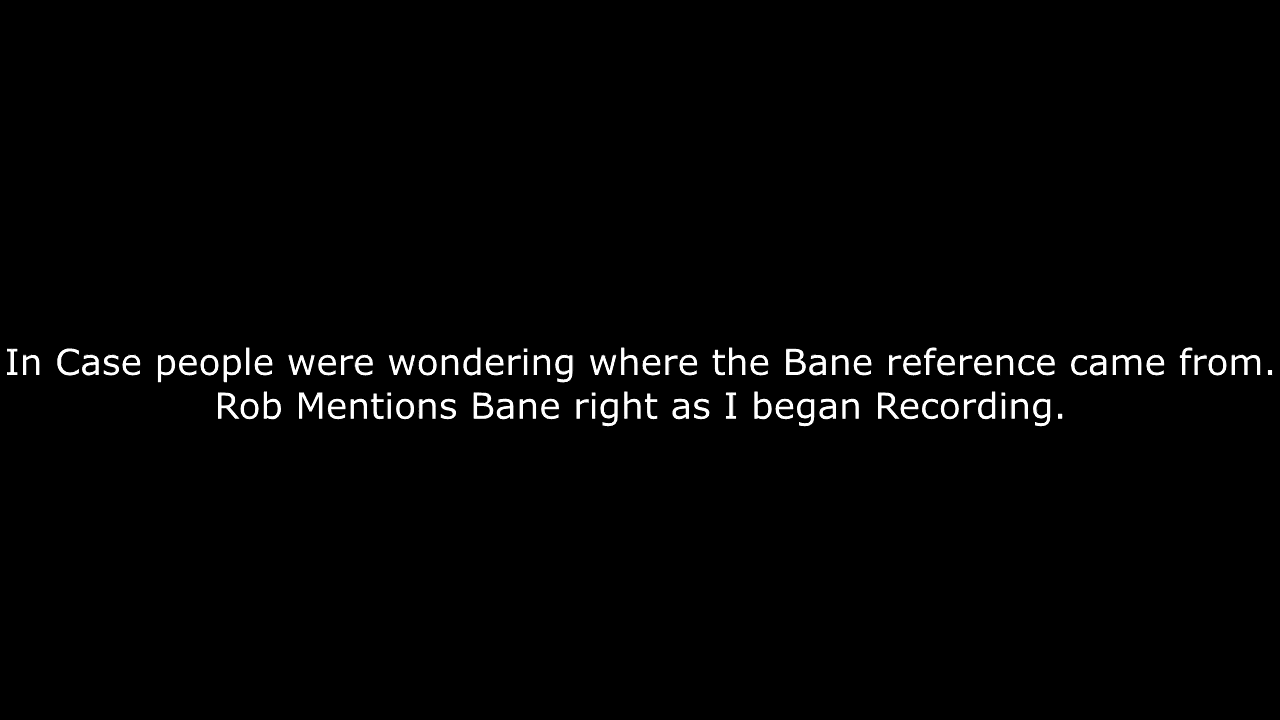 In Case people were wondering where the Bane reference came from.
Rob Mentions Bane right as I began Recording.